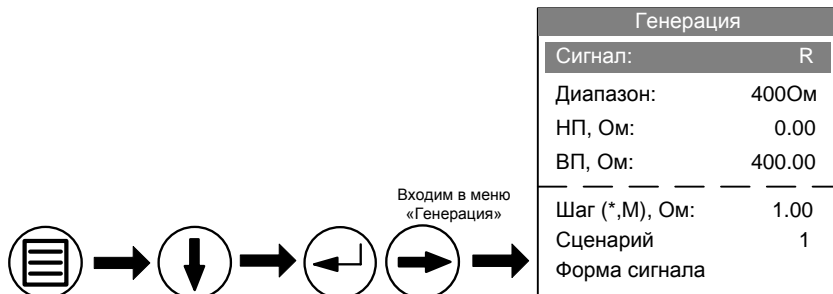 Генерация
Сигнал: R
Диапазон: 400Ом
НП, Ом: 0.00
ВП, Ом: 400.00
Шаг (*,М), Ом: 1.00
Сценарий 1
Форма сигнала
Входим в меню
«Генерация»